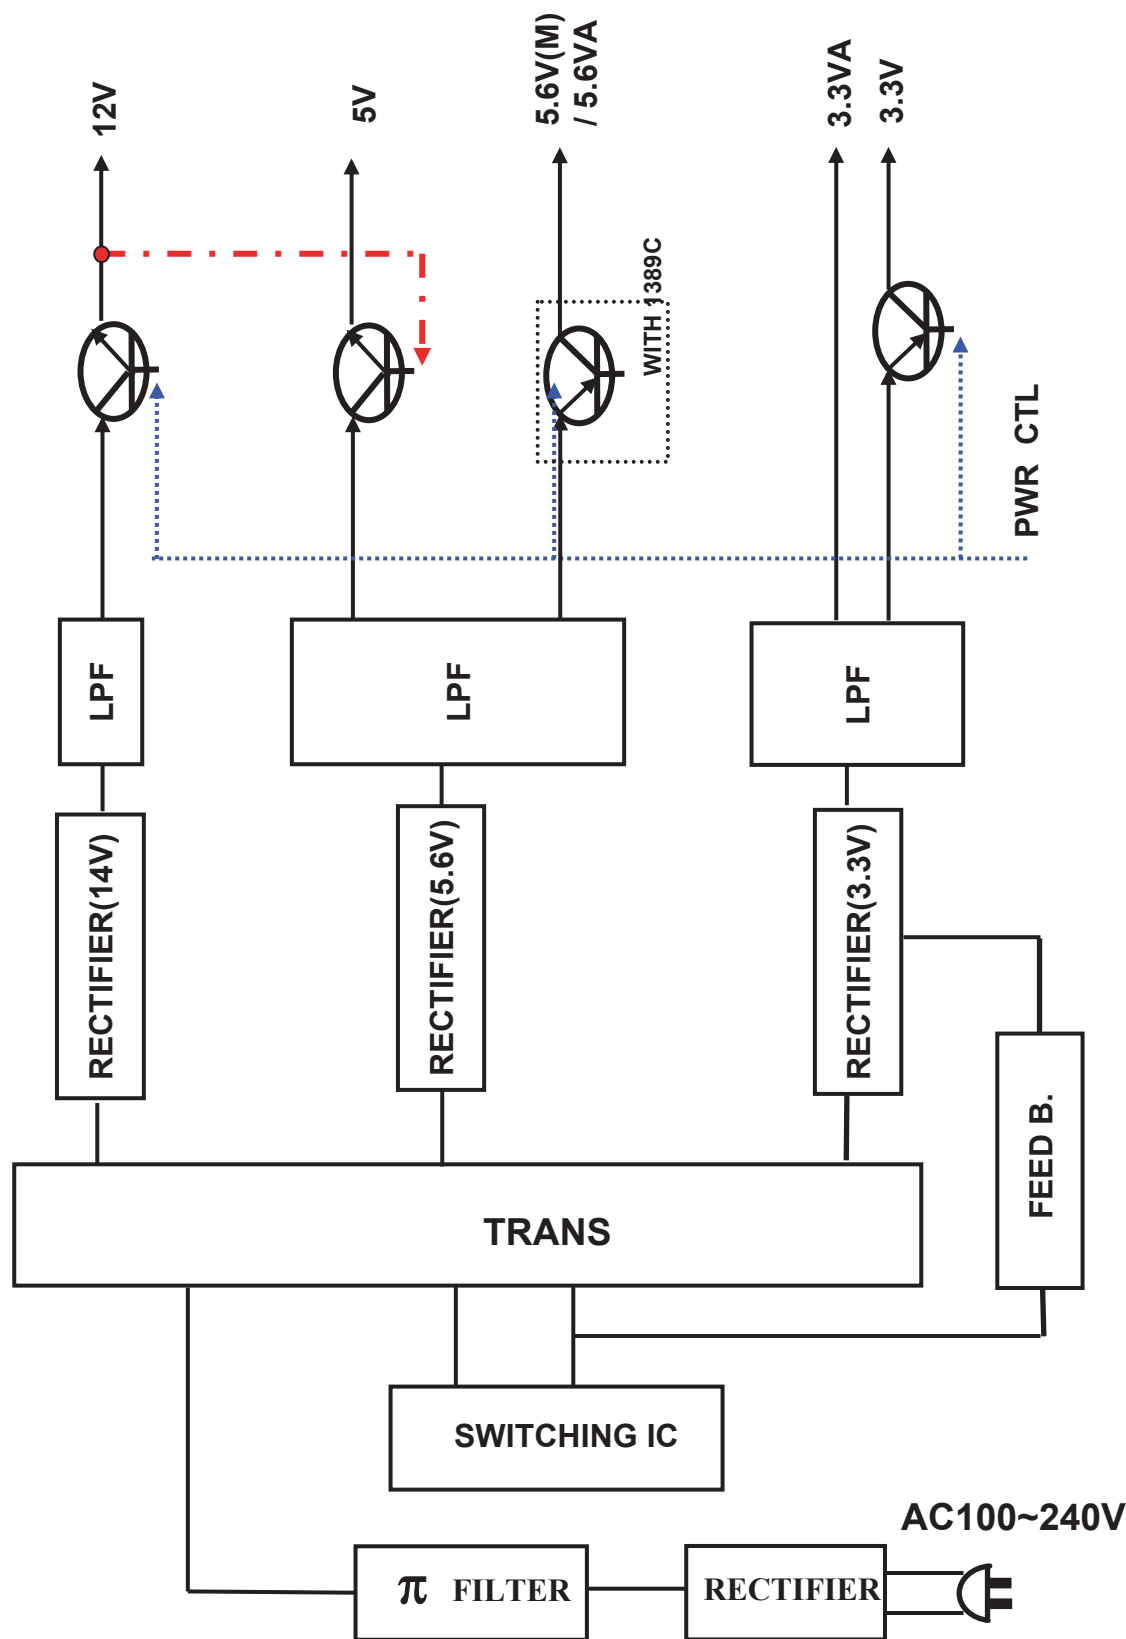 12V
5V
5.6V(M)
/ 5.6VA
3.3VA
3.3V
WITH 1389C
PWR CTL
LPF
LPF
LPF
RECTIFIER(14V)
RECTIFIER(5.6V)
RECTIFIER(3.3V)
FEED B.
TRANS
SWITCHING IC
AC100~240V
π FILTER
RECTIFIER